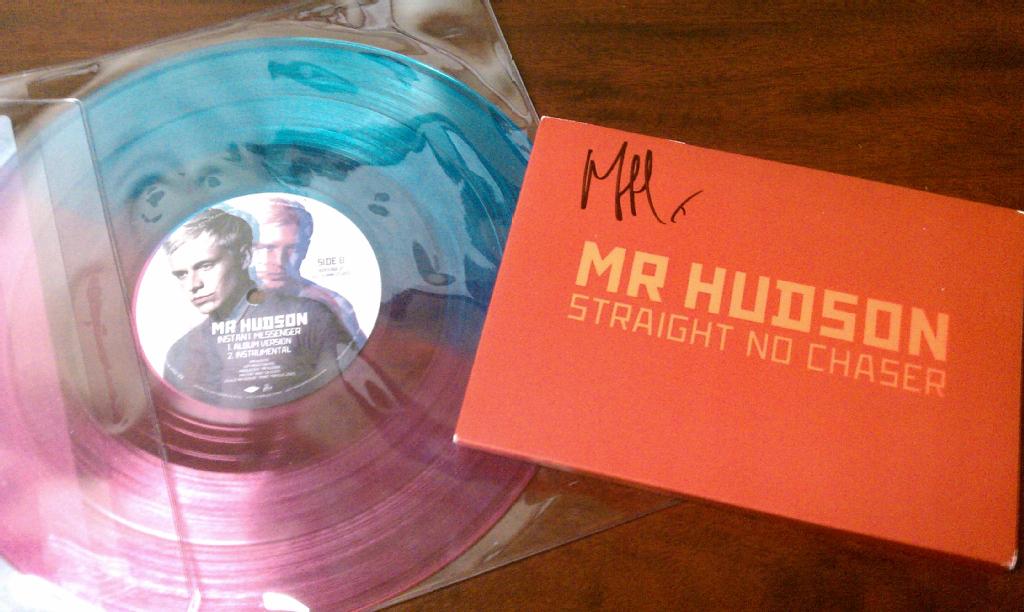 SIDE B
MR HUDSON
INSTANT MESSENGER
1. ALBUM VERSION
2. INSTRUMENTAL
MR HUDSON
STRAIGHT NO CHASER